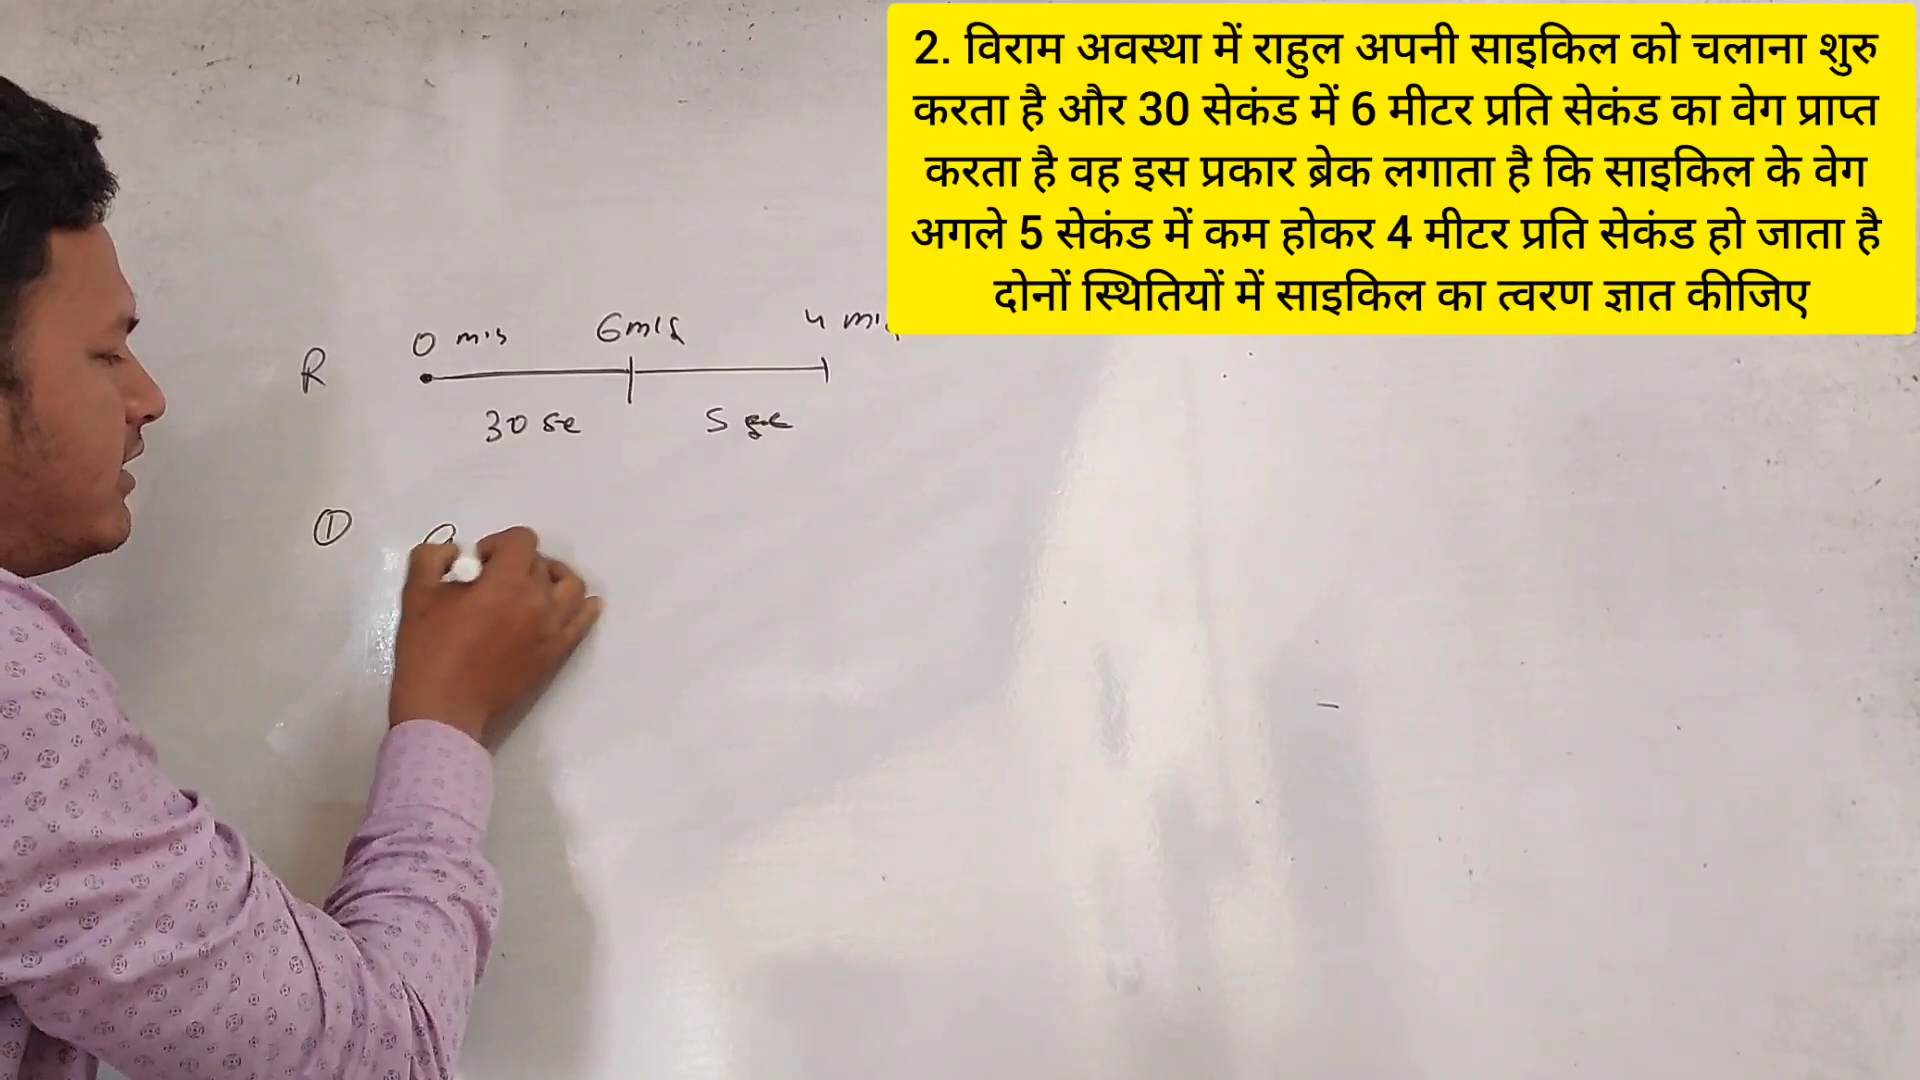 2. विराम अवस्था में राहुल अपनी साइकिल को चलाना शुरु
करता है और 30 सेकंड में 6 मीटर प्रति सेकंड का वेग प्राप्त
करता है वह इस प्रकार ब्रेक लगाता है कि साइकिल के वेग
अगले 5 सेकंड में कम होकर 4 मीटर प्रति सेकंड हो जाता है
दोनों स्थितियों में साइकिल का त्वरण ज्ञात कीजिए
0 m/s 6m/s 4
R
30 se 5
①